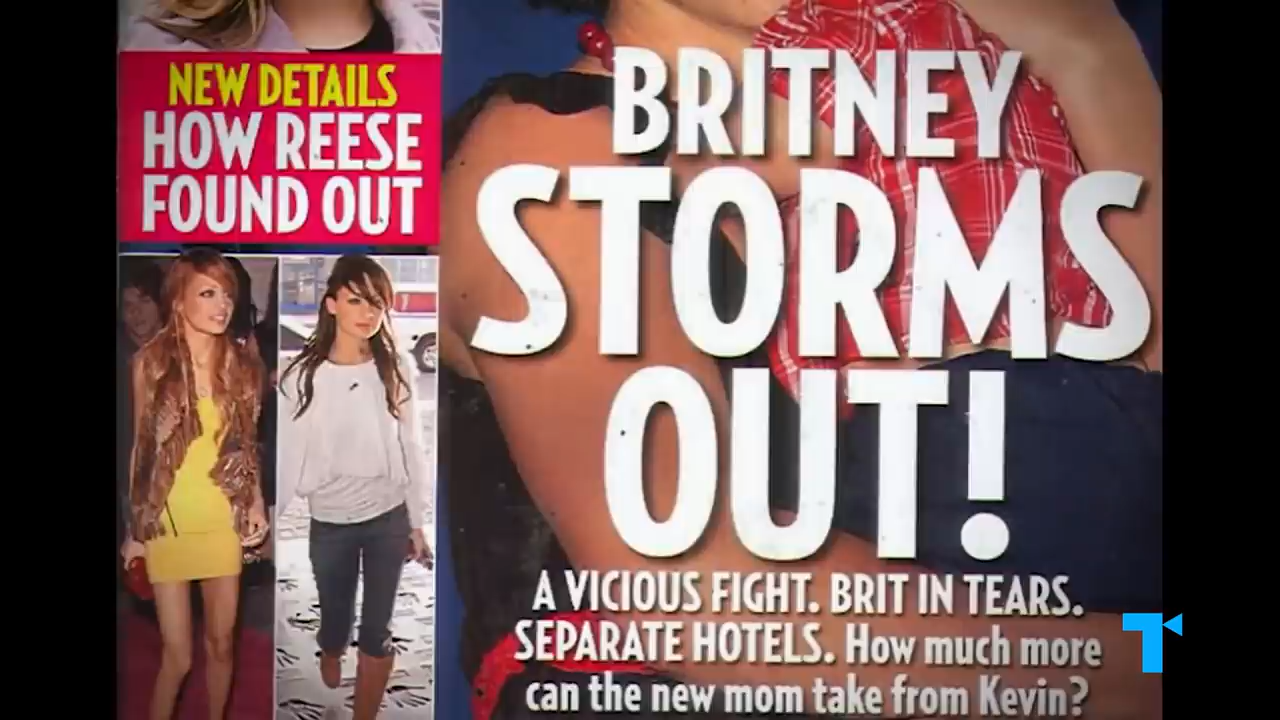 NEW DETAILS
HOW REESE
FOUND OUT
BRITNEY
STORMS
OUT!
A VICIOUS FIGHT. BRIT IN TEARS.
SEPARATE HOTELS. How much more
can the new mom take from Kevin?
T